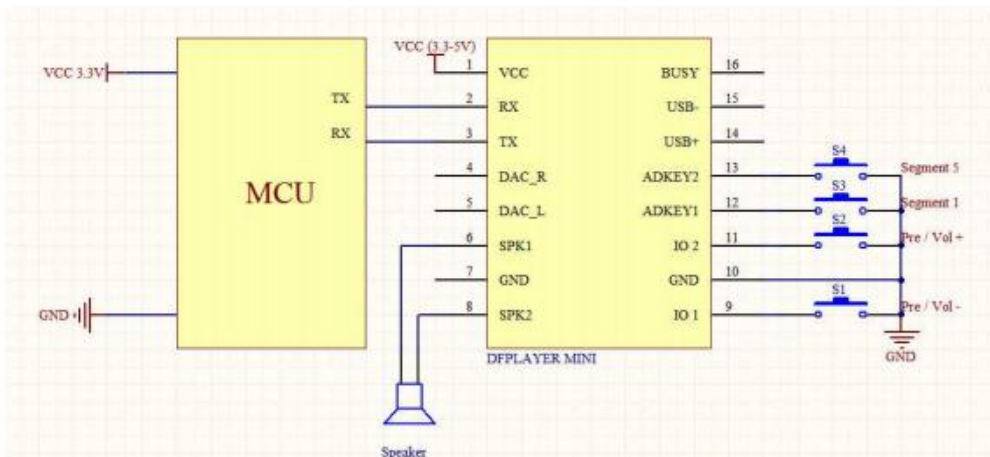 VCC (3.3-5V)
VCC 3.3V
TX
RX
MCU
GND
1 VCC BUSY 16
2 RX USB- 15
3 TX USB+ 14
4 DAC_R ADKEY2 13
5 DAC_L ADKEY1 12
6 SPK1 IO 2 11
7 GND GND 10
8 SPK2 IO 1 9
DFPLAYER MINI
S4
Segment 5
S3
Segment 1
S2
Pre / Vol +
S1
Pre / Vol -
GND
Speaker